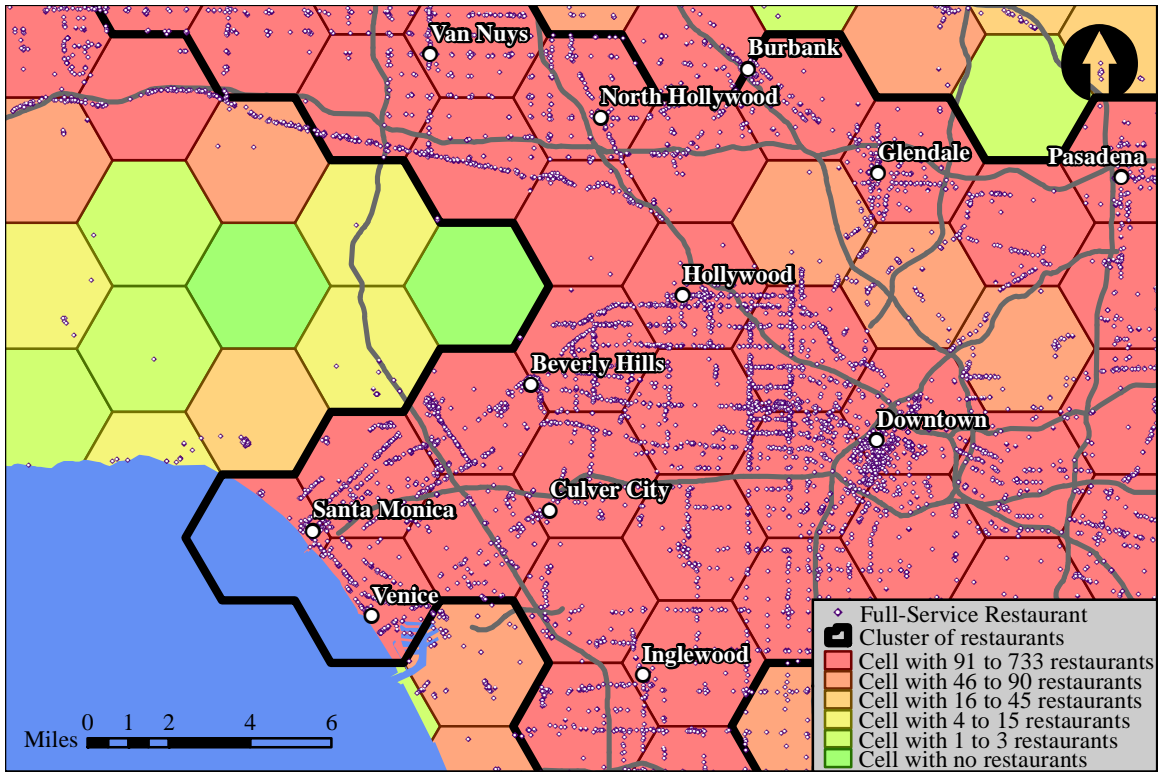 Van Nuys
Burbank
North Hollywood
Glendale
Pasadena
Hollywood
Beverly Hills
Downtown
Culver City
Santa Monica
Venice
Inglewood
Full-Service Restaurant
Cluster of restaurants
Cell with 91 to 733 restaurants
Cell with 46 to 90 restaurants
Cell with 16 to 45 restaurants
Cell with 4 to 15 restaurants
Cell with 1 to 3 restaurants
Cell with no restaurants
0 1 2 4 6
Miles